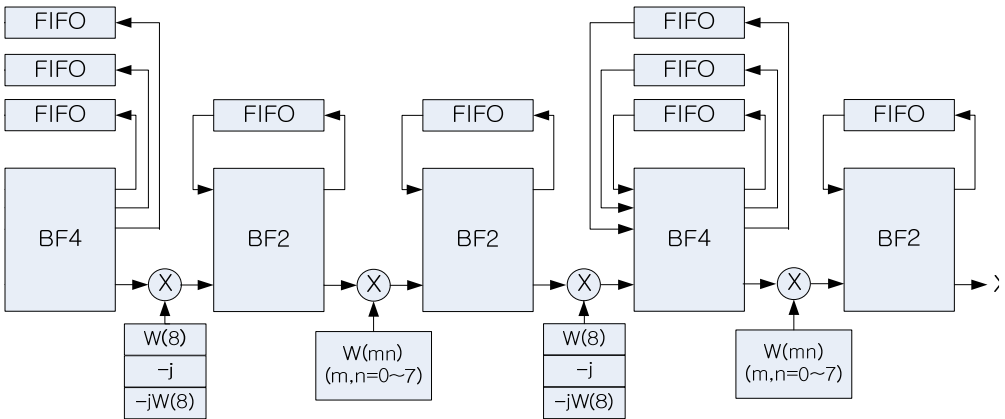 FIFO
FIFO
FIFO
BF4
X
W(8)
-j
-jW(8)
FIFO
BF2
X
W(mn)
(m,n=0~7)
FIFO
BF2
X
W(8)
-j
-jW(8)
FIFO
FIFO
FIFO
BF4
X
W(mn)
(m,n=0~7)
FIFO
BF2